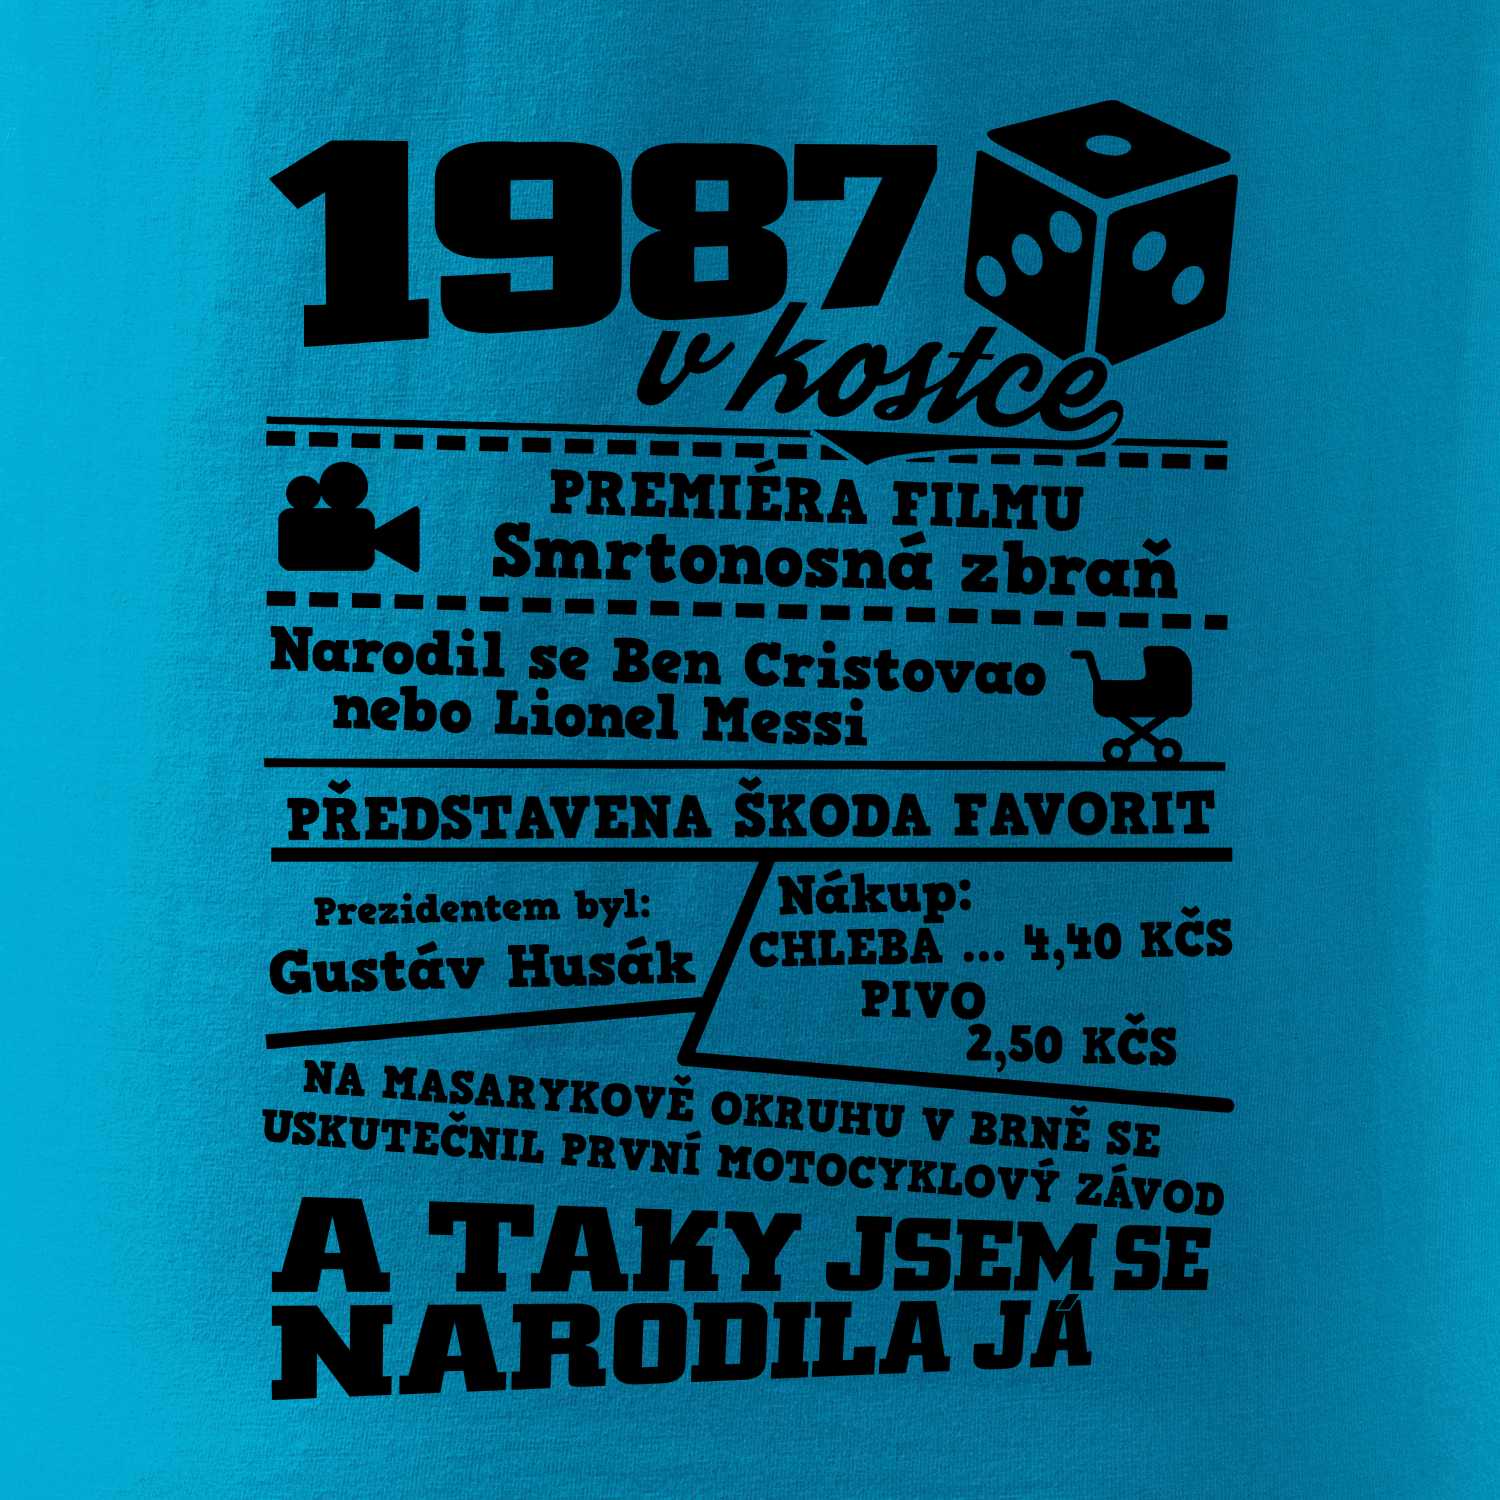 1987
v kostce
PREMIÉRA FILMU
Smrtonosná zbraň
Narodil se Ben Cristovao
nebo Lionel Messi
PŘEDSTAVENA ŠKODA FAVORIT
Prezidentem byl:
Gustáv Husák
Nákup:
CHLEBA ... 4,40 KČS
PIVO
2,50 KČS
NA MASARYKOVĚ OKRUHU V BRNĚ SE
USKUTEČNIL PRVNÍ MOTOCYKLOVÝ ZÁVOD
A TAKY JSEM SE
NARODILA JÁ